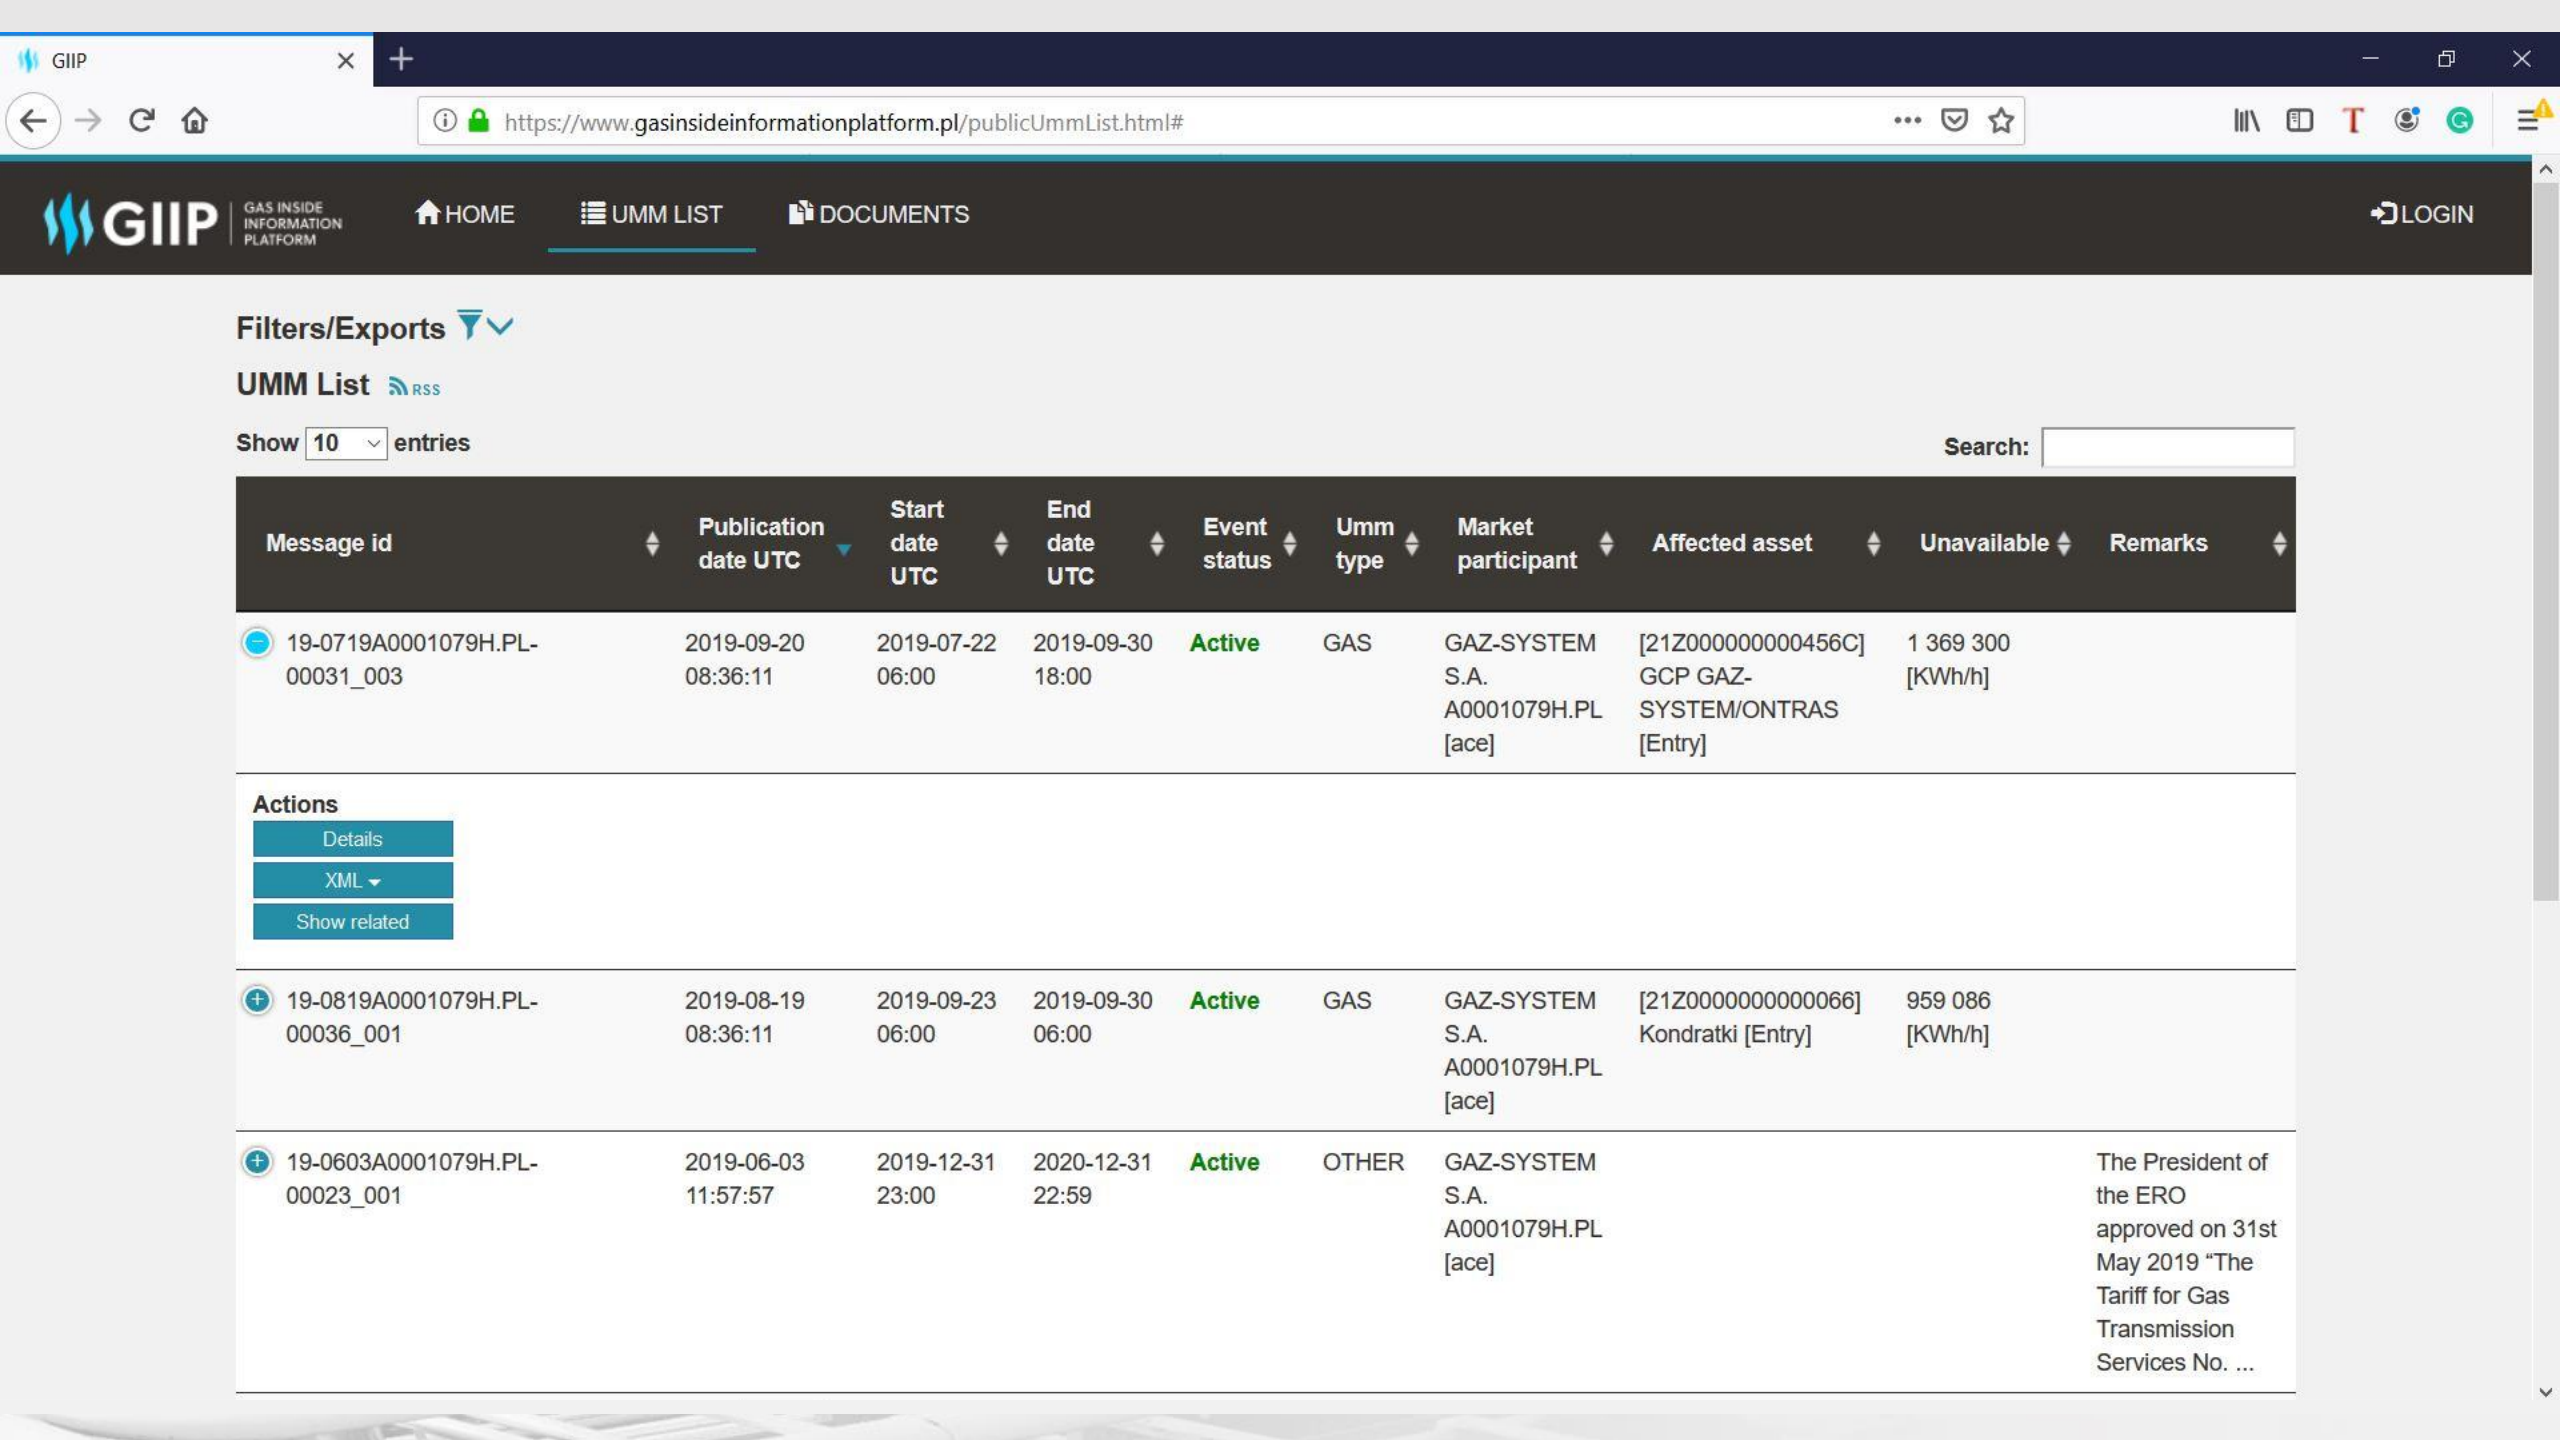 GIIP
https://www.gasinsideinformationplatform.pl/publicUmmList.html#
GIIP
GAS INSIDE
INFORMATION
PLATFORM
HOME
UMM LIST
DOCUMENTS
LOGIN
Filters/Exports
UMM List RSS
Show 10 entries
Search:
Message id
Publication
date UTC
Start
date
UTC
End
date
UTC
Event
status
Umm
type
Market
participant
Affected asset
Unavailable
Remarks
19-0719A0001079H.PL-
00031_003
2019-09-20
08:36:11
2019-07-22
06:00
2019-09-30
18:00
Active
GAS
GAZ-SYSTEM
S.A.
A0001079H.PL
[ace]
[21Z000000000456C]
GCP GAZ-
SYSTEM/ONTRAS
[Entry]
1 369 300
[KWh/h]
Actions
Details
XML
Show related
19-0819A0001079H.PL-
00036_001
2019-08-19
08:36:11
2019-09-23
06:00
2019-09-30
06:00
Active
GAS
GAZ-SYSTEM
S.A.
A0001079H.PL
[ace]
[21Z0000000000066]
Kondratki [Entry]
959 086
[KWh/h]
19-0603A0001079H.PL-
00023_001
2019-06-03
11:57:57
2019-12-31
23:00
2020-12-31
22:59
Active
OTHER
GAZ-SYSTEM
S.A.
A0001079H.PL
[ace]
The President of
the ERO
approved on 31st
May 2019 “The
Tariff for Gas
Transmission
Services No. ...